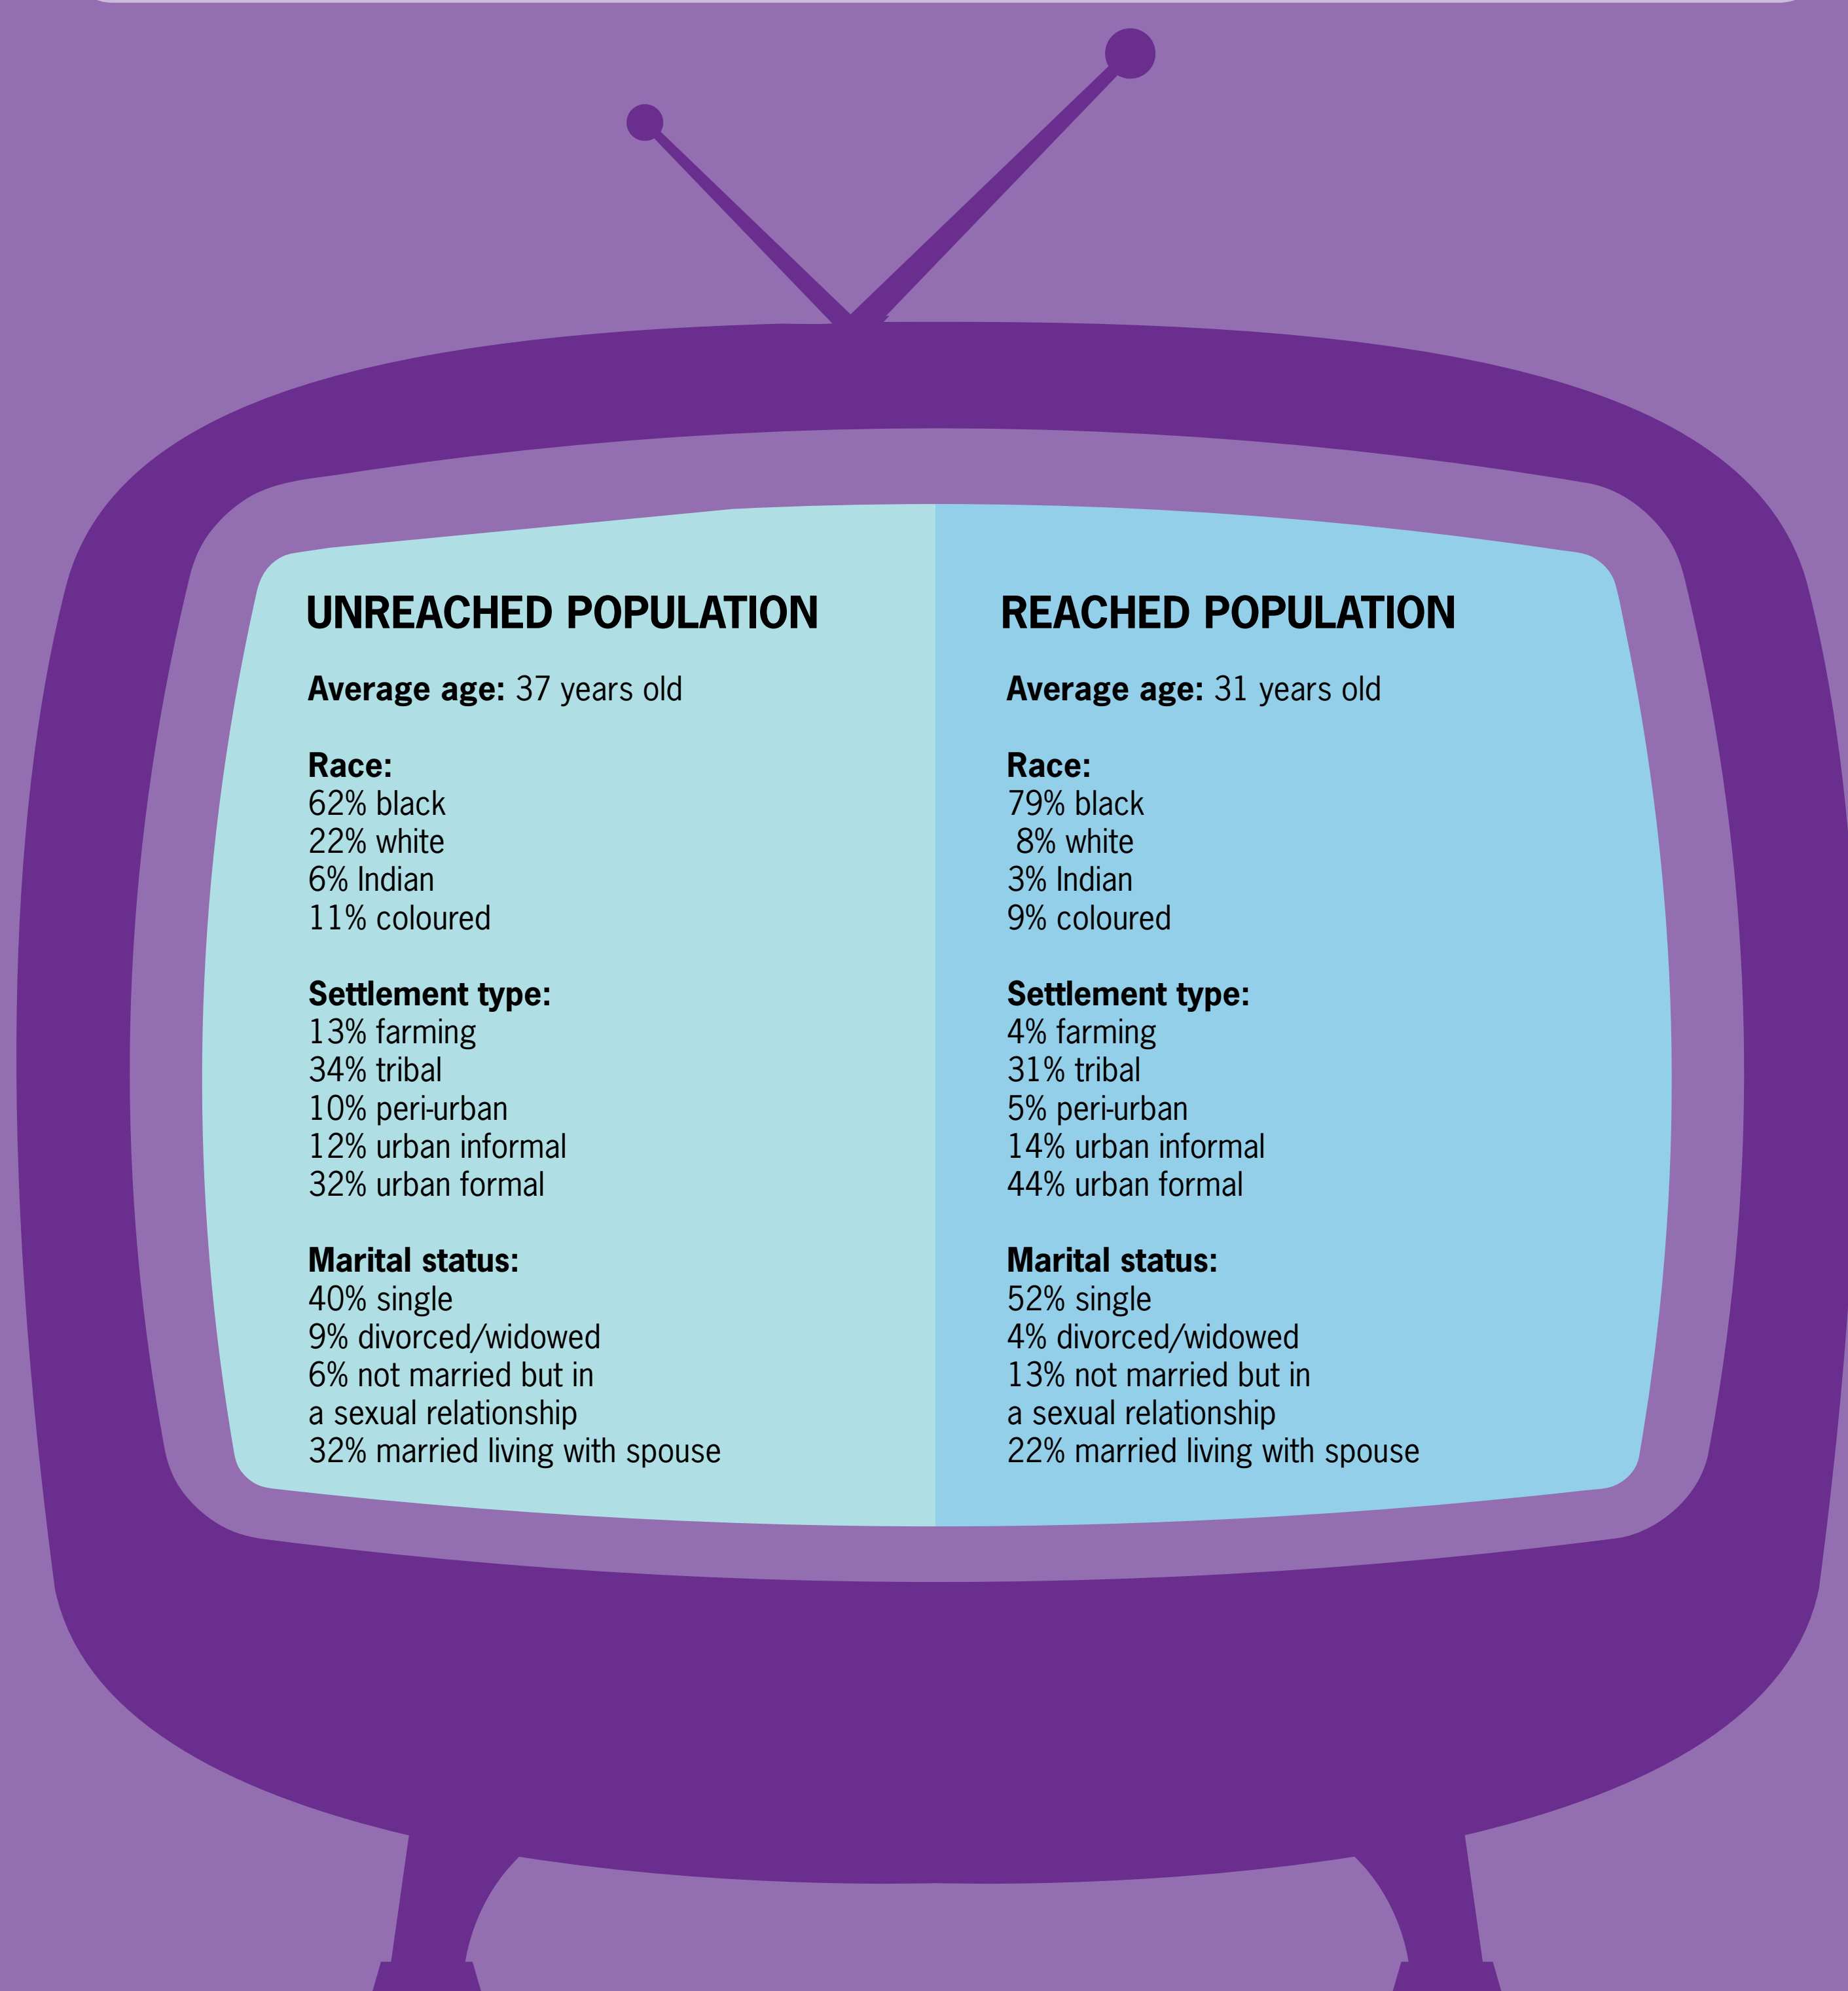 UNREACHED POPULATION
Average age: 37 years old
Race:
62% black
22% white
6% Indian
11% coloured
Settlement type:
13% farming
34% tribal
10% peri-urban
12% urban informal
32% urban formal
Marital status:
40% single
9% divorced/widowed
6% not married but in
a sexual relationship
32% married living with spouse
REACHED POPULATION
Average age: 31 years old
Race:
79% black
8% white
3% Indian
9% coloured
Settlement type:
4% farming
31% tribal
5% peri-urban
14% urban informal
44% urban formal
Marital status:
52% single
4% divorced/widowed
13% not married but in
a sexual relationship
22% married living with spouse